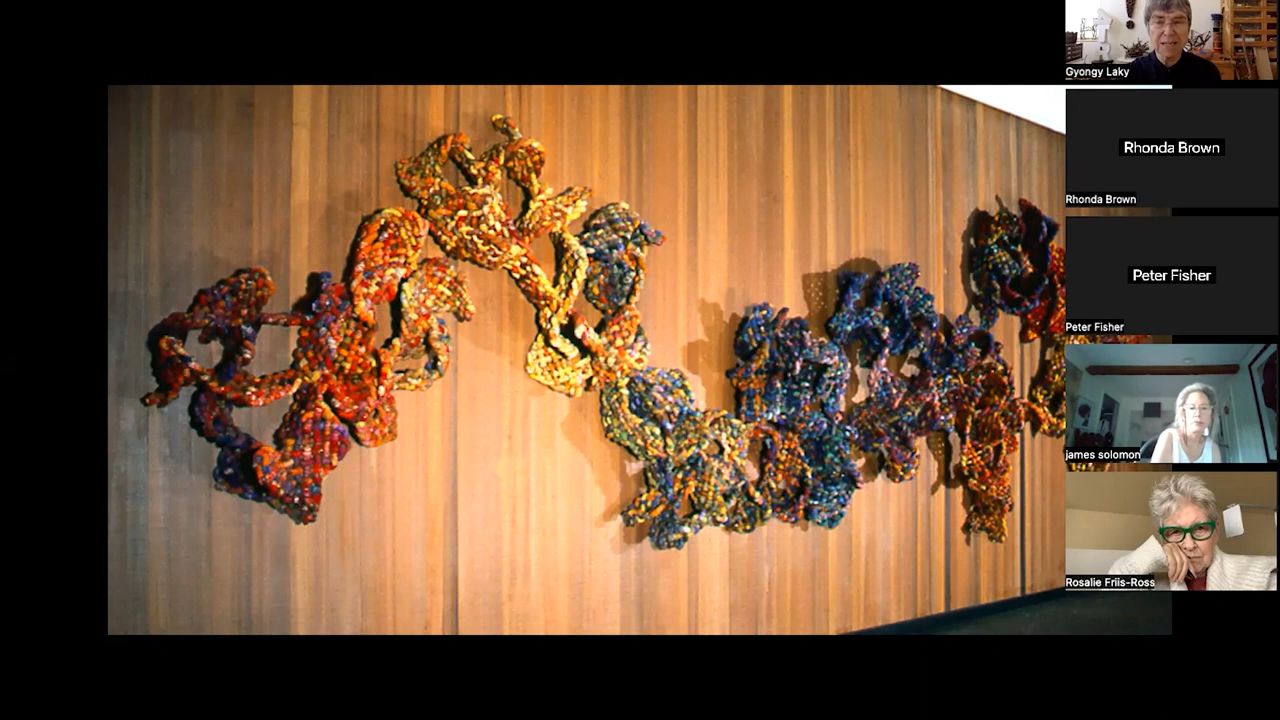 Gyongy Laky
Rhonda Brown
Rhonda Brown
Peter Fisher
Peter Fisher
james solomon
Rosalie Friis-Ross